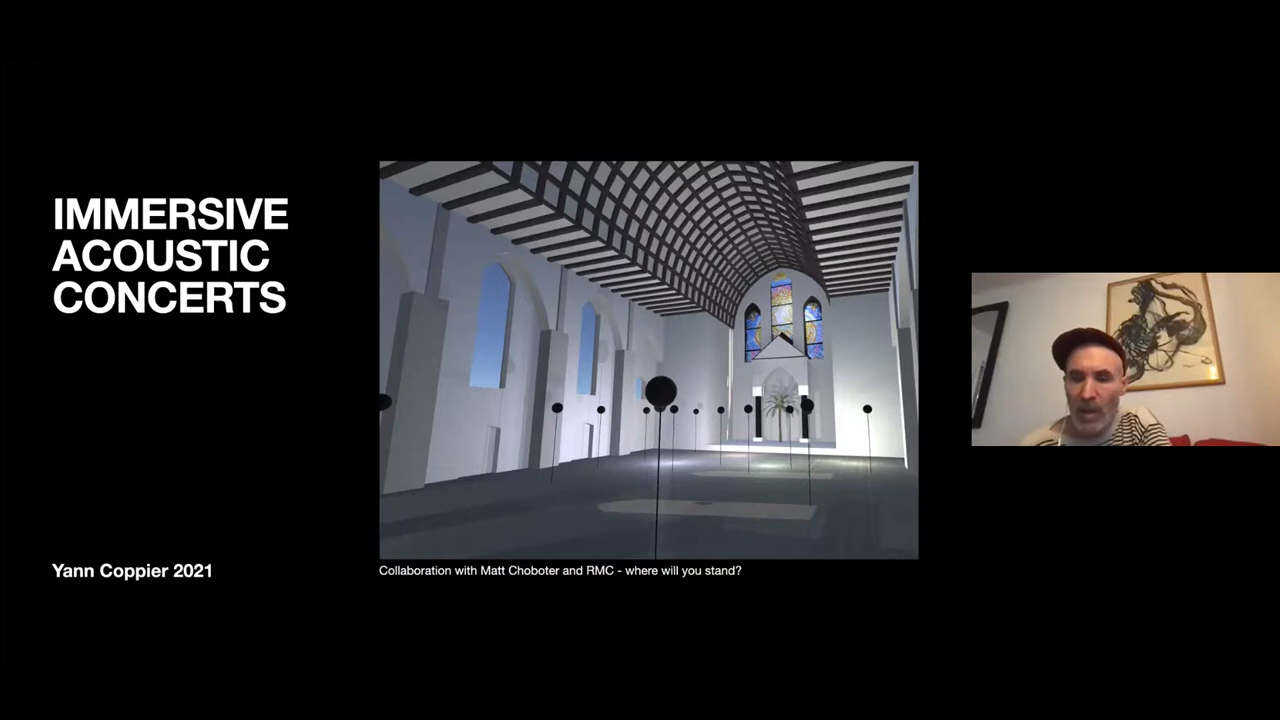 IMMERSIVE
ACOUSTIC
CONCERTS
Yann Coppier 2021
Collaboration with Matt Choboter and RMC - where will you stand?